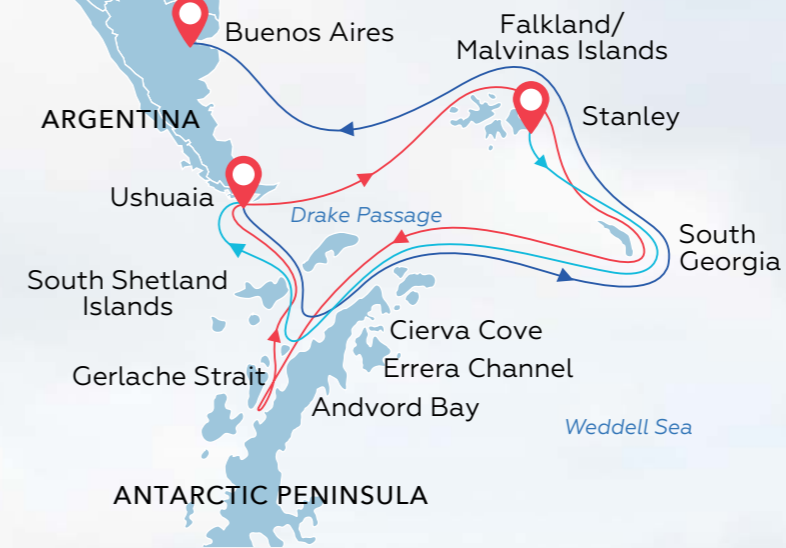 Buenos Aires
Falkland/
Malvinas Islands
ARGENTINA
Stanley
Ushuaia
Drake Passage
South
Georgia
South Shetland
Islands
Cierva Cove
Errera Channel
Gerlache Strait
Andvord Bay
Weddell Sea
ANTARCTIC PENINSULA